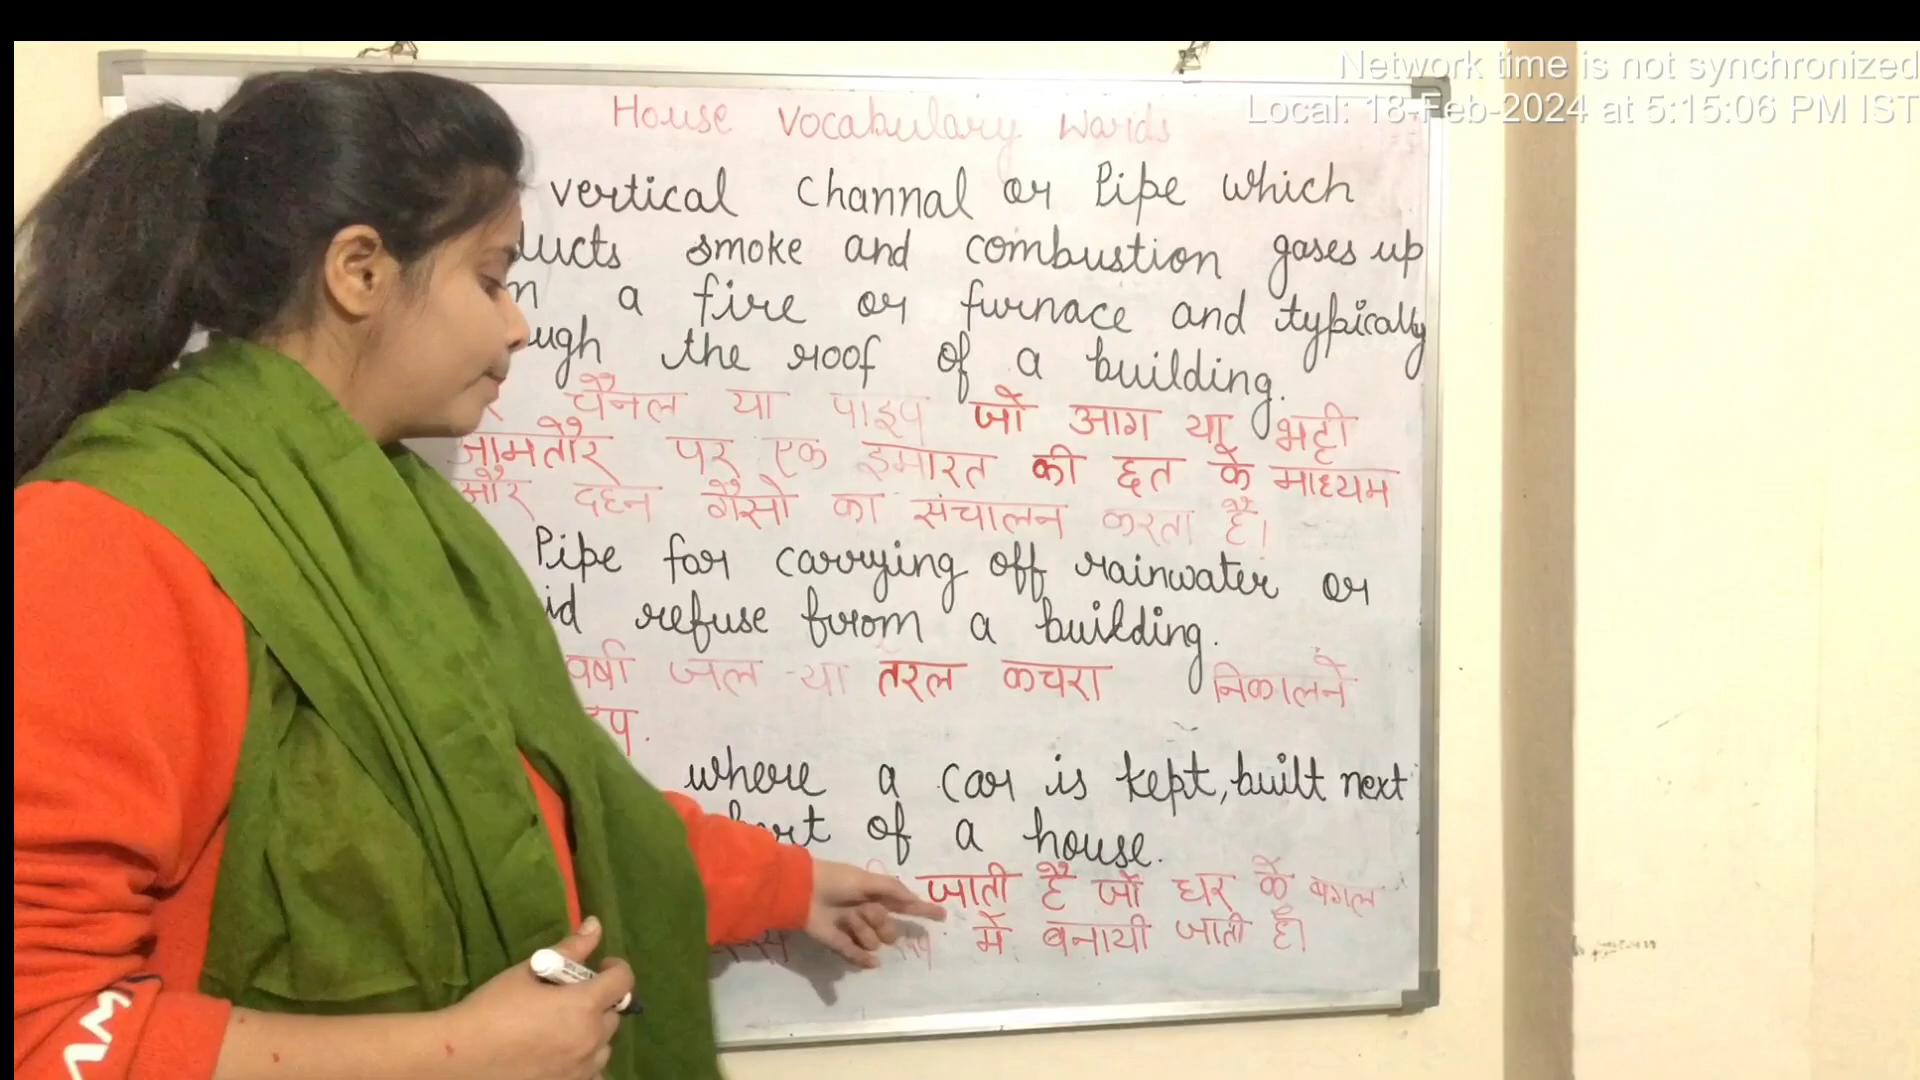 Network time is not synchronized
Local: 18-Feb-2024 at 5:15:06 PM IST
House Vocabulary Words
vertical channal or Pipe which
ducts smoke and combustion gases up
a fire or furnace and typically
ugh the roof of a building.
चैनल या पाइप जो आग या भट्टी
आमतौर पर एक इमारत की छत के माध्यम
और दहन गैसो का संचालन करता है।
Pipe for carrying off rainwater or
id refuse from a building.
वर्षा जल या तरल कचरा निकालने
where a car is kept, built next
of a house.
जाती है जो घर के बगल
में बनायी जाती है।